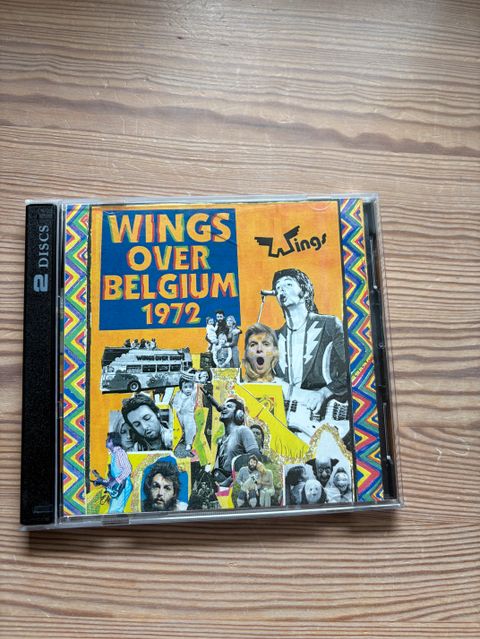 2 DISCS
WINGS
OVER
BELGIUM
1972
Wings
WINGS OVER EUROPE